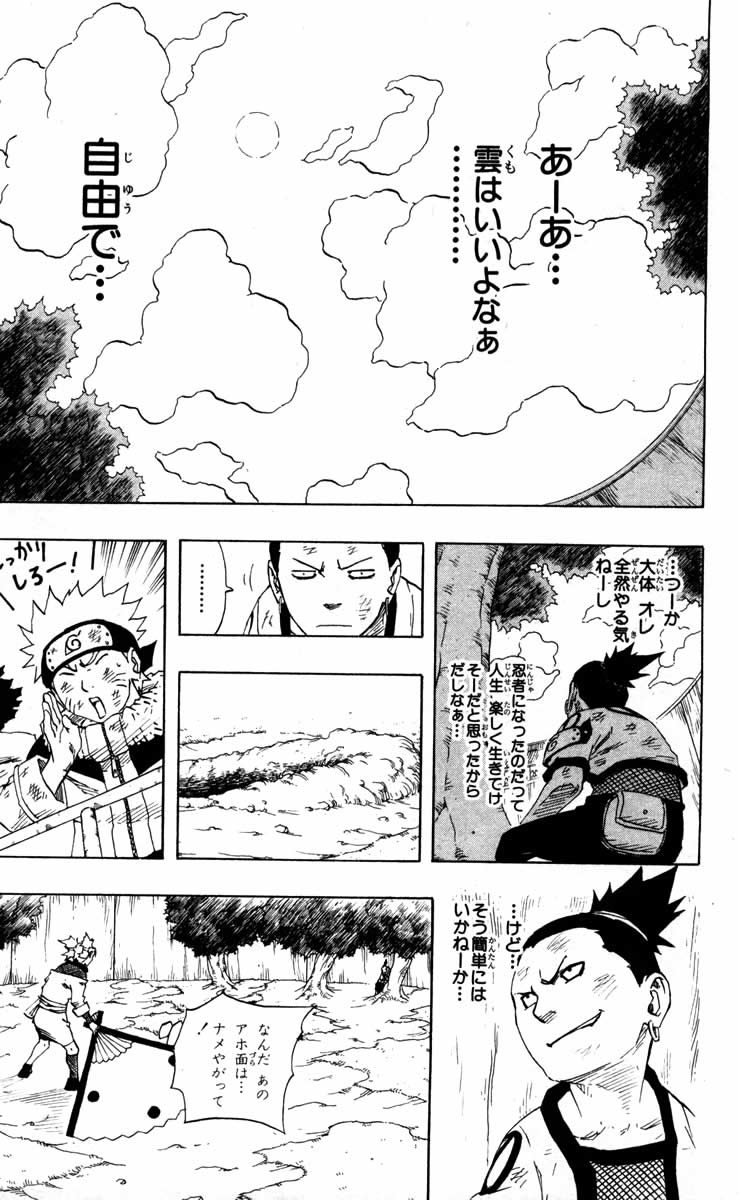 あーあ…
雲はいいよなぁ
…………
自由で…
…つーか
大体 オレ
全然やる気
ねーし
忍者になったのだって
人生 楽しく生きてけ
そーだと思ったから
だしなぁ…
………
っかり
しろー！
…けど…
そう簡単には
いかねーか…
なんだ あの
アホ面は…
ナメやがって
！